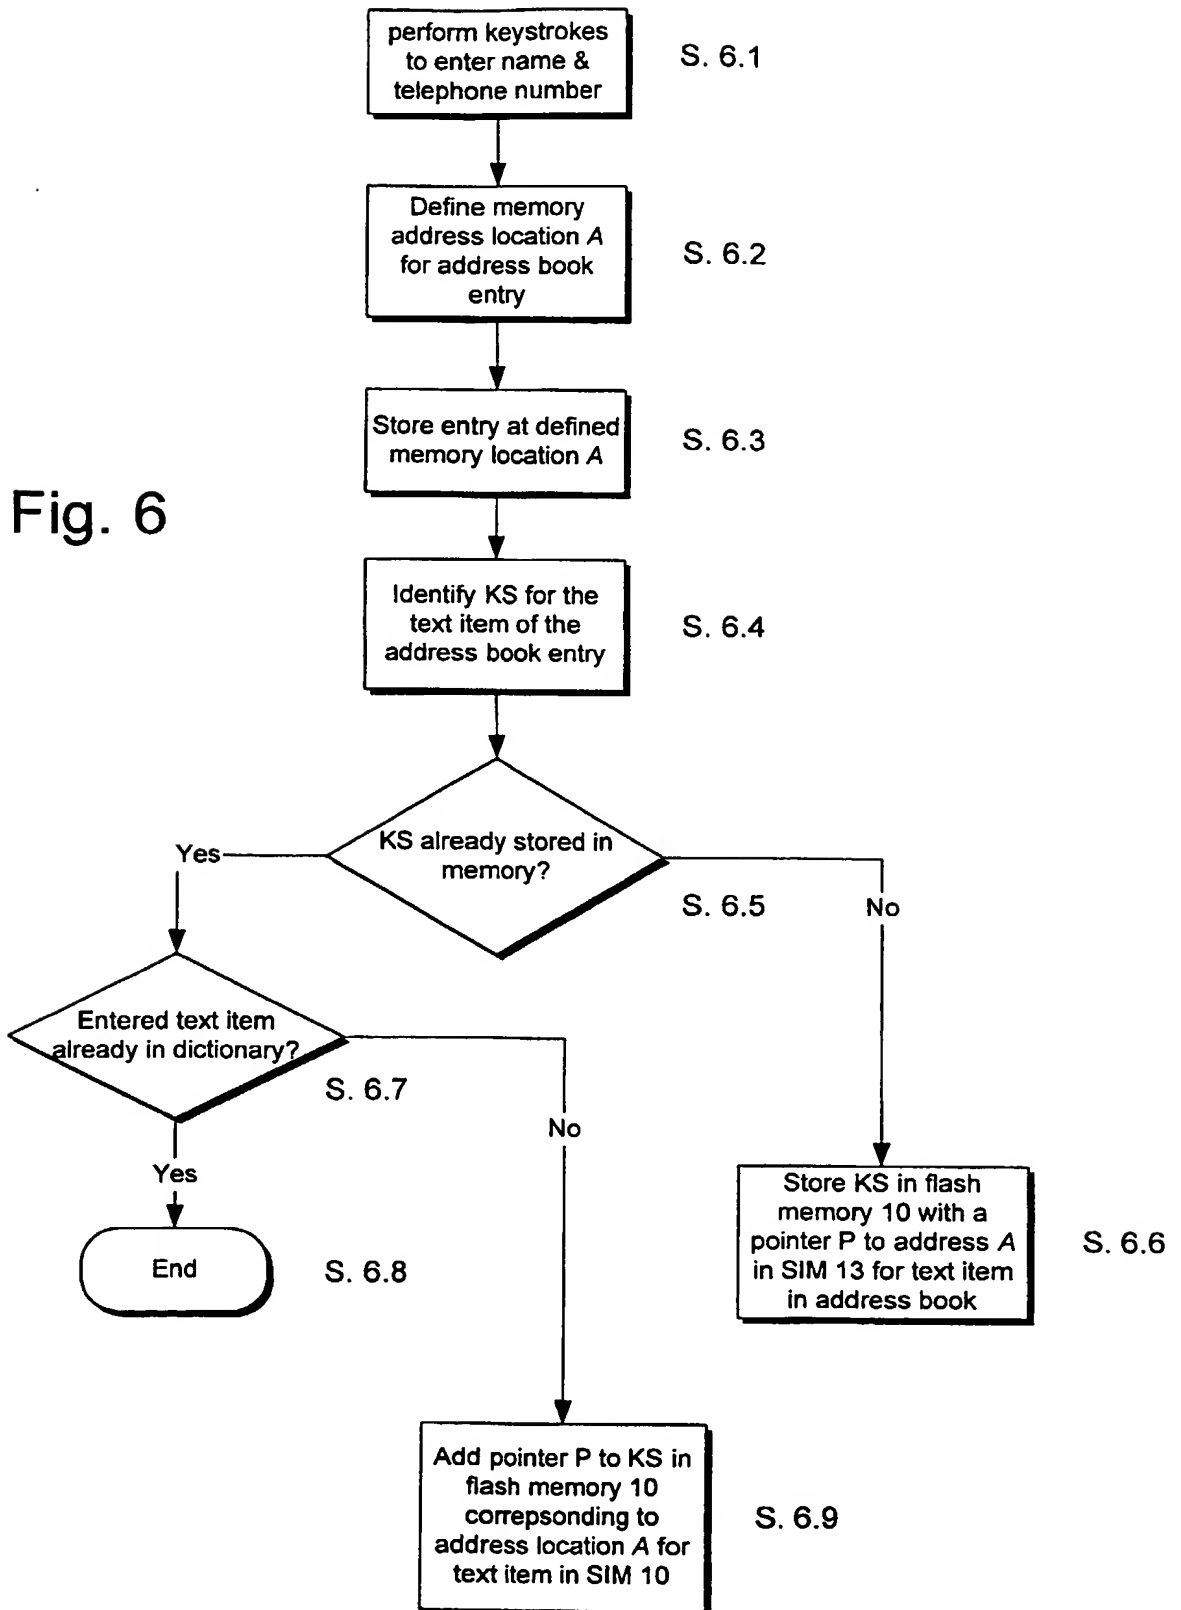 perform keystrokes
to enter name &
telephone number
S. 6.1
Define memory
address location A
for address book
entry
S. 6.2
Store entry at defined
memory location A
S. 6.3
Fig. 6
Identify KS for the
text item of the
address book entry
S. 6.4
KS already stored in
memory?
Yes
S. 6.5
No
Entered text item
already in dictionary?
S. 6.7
No
Yes
End
S. 6.8
Store KS in flash
memory 10 with a
pointer P to address A
in SIM 13 for text item
in address book
S. 6.6
Add pointer P to KS in
flash memory 10
correpsonding to
address location A for
text item in SIM 10
S. 6.9